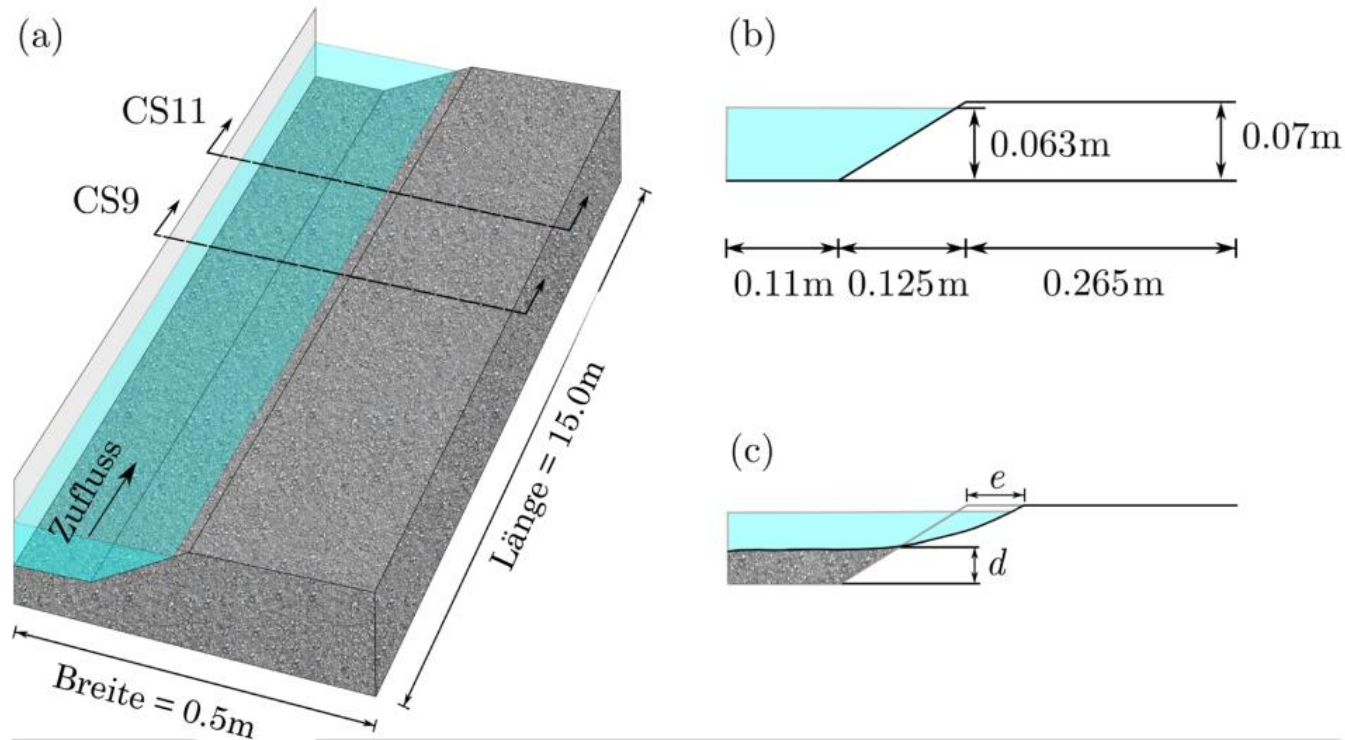 (a)
CS11
CS9
Zufluss
Länge = 15.0m
Breite = 0.5m
(b)
0.063m
0.07m
0.11m 0.125m 0.265m
(c)
e
d